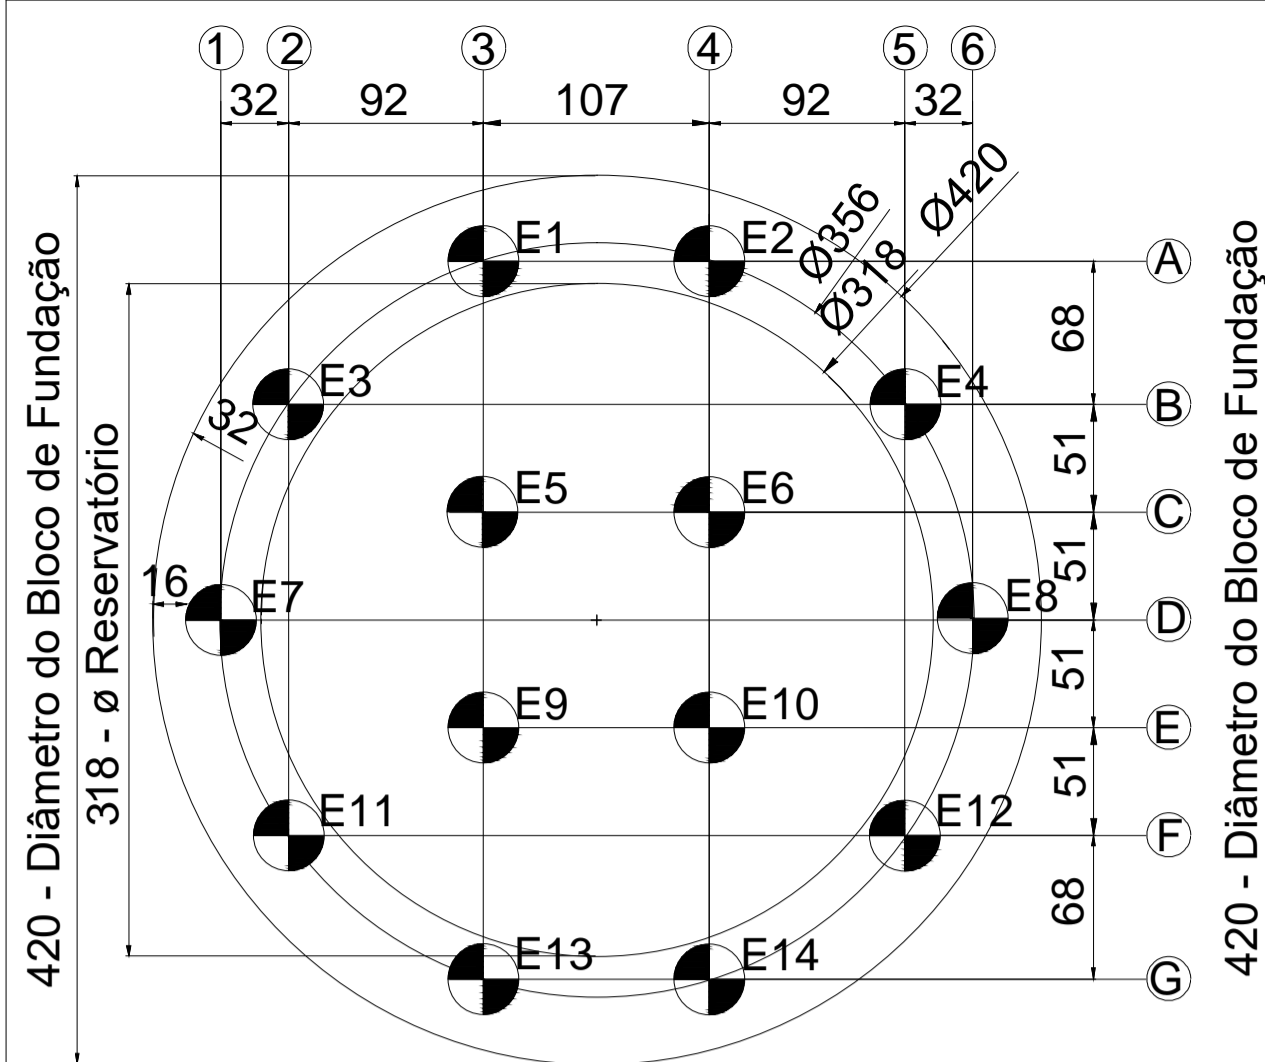 1 2 3 4 5 6
32 92 107 92 32
Ø420
Ø356
Ø318
E1 E2 A
68
E3 E4 B
32
51
E5 E6 C
51
16
E7 E8 D
51
E9 E10 E
51
E11 E12 F
68
E13 E14 G
420 - Diâmetro do Bloco de Fundação
318 - ø Reservatório
420 - Diâmetro do Bloco de Fundação